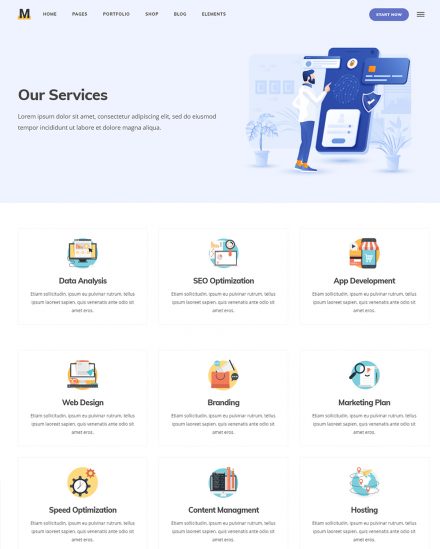 M HOME PAGES PORTFOLIO SHOP BLOG ELEMENTS START NOW
Our Services
Lorem ipsum dolor sit amet, consectetur adipiscing elit, sed do eiusmod
tempor incididunt ut labore et dolore magna aliqua.
Data Analysis
Etiam sollicitudin, ipsum eu pulvinar rutrum, tellus
ipsum laoreet sapien, quis venenatis ante odio sit
amet eros.
SEO Optimization
Etiam sollicitudin, ipsum eu pulvinar rutrum, tellus
ipsum laoreet sapien, quis venenatis ante odio sit
amet eros.
App Development
Etiam sollicitudin, ipsum eu pulvinar rutrum, tellus
ipsum laoreet sapien, quis venenatis ante odio sit
amet eros.
Web Design
Etiam sollicitudin, ipsum eu pulvinar rutrum, tellus
ipsum laoreet sapien, quis venenatis ante odio sit
amet eros.
Branding
Etiam sollicitudin, ipsum eu pulvinar rutrum, tellus
ipsum laoreet sapien, quis venenatis ante odio sit
amet eros.
Marketing Plan
Etiam sollicitudin, ipsum eu pulvinar rutrum, tellus
ipsum laoreet sapien, quis venenatis ante odio sit
amet eros.
Speed Optimization
Etiam sollicitudin, ipsum eu pulvinar rutrum, tellus
ipsum laoreet sapien, quis venenatis ante odio sit
amet eros.
Content Managment
Etiam sollicitudin, ipsum eu pulvinar rutrum, tellus
ipsum laoreet sapien, quis venenatis ante odio sit
amet eros.
Hosting
Etiam sollicitudin, ipsum eu pulvinar rutrum, tellus
ipsum laoreet sapien, quis venenatis ante odio sit
amet eros.